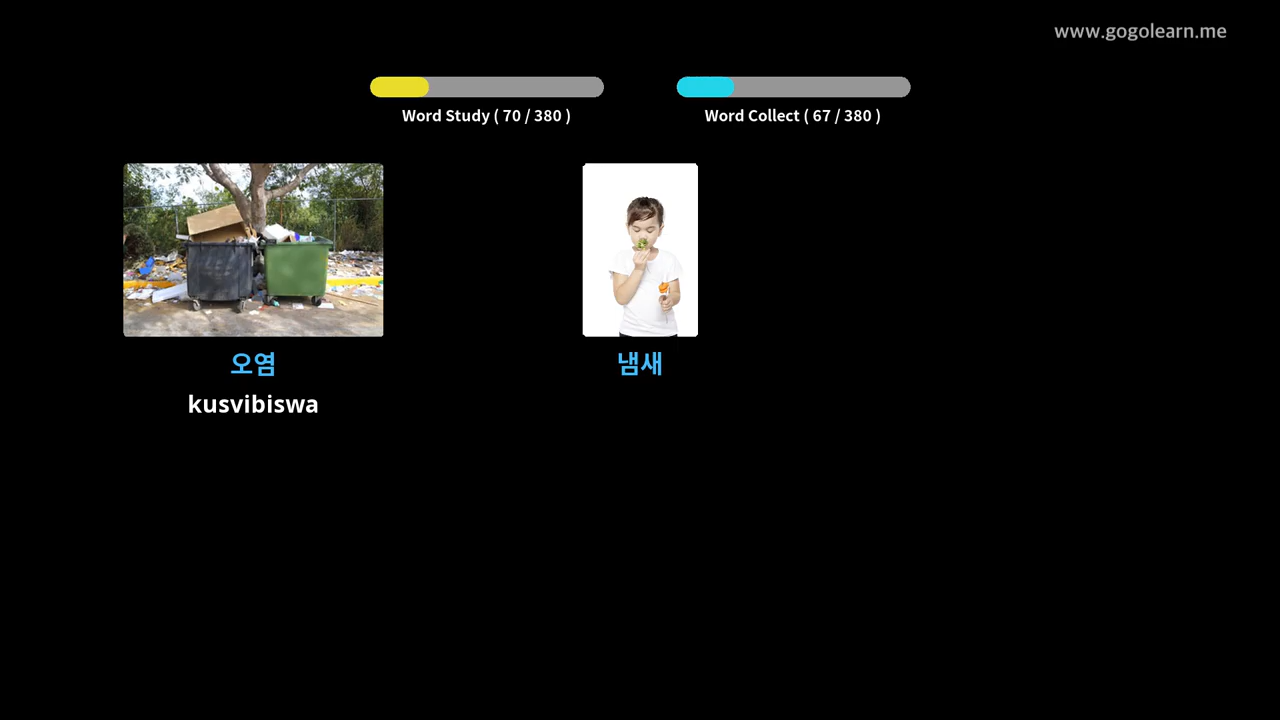 www.gogolearn.me
Word Study ( 70 / 380 )
Word Collect ( 67 / 380 )
오염
냄새
kusvibiswa